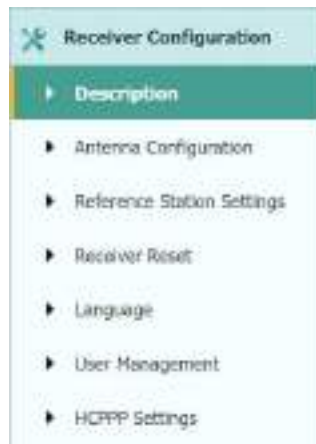 Receiver Configuration
Description
Antenna Configuration
Reference Station Settings
Receiver Reset
Language
User Management
HCPPP Settings